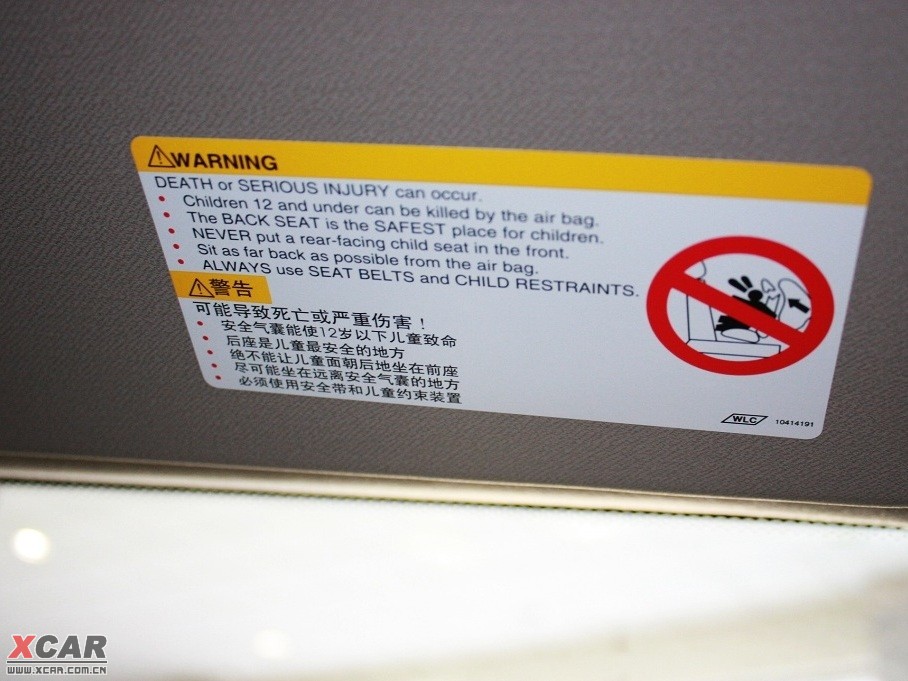 WARNING
DEATH or SERIOUS INJURY can occur.
• Children 12 and under can be killed by the air bag.
• The BACK SEAT is the SAFEST place for children.
• NEVER put a rear-facing child seat in the front.
• Sit as far back as possible from the air bag.
• ALWAYS use SEAT BELTS and CHILD RESTRAINTS.
警告
可能导致死亡或严重伤害！
• 安全气囊能使12岁以下儿童致命
• 后座是儿童最安全的地方
• 绝不能让儿童面朝后地坐在前座
• 尽可能坐在远离安全气囊的地方
• 必须使用安全带和儿童约束装置
WLC 10414191
XCAR
WWW.XCAR.COM.CN